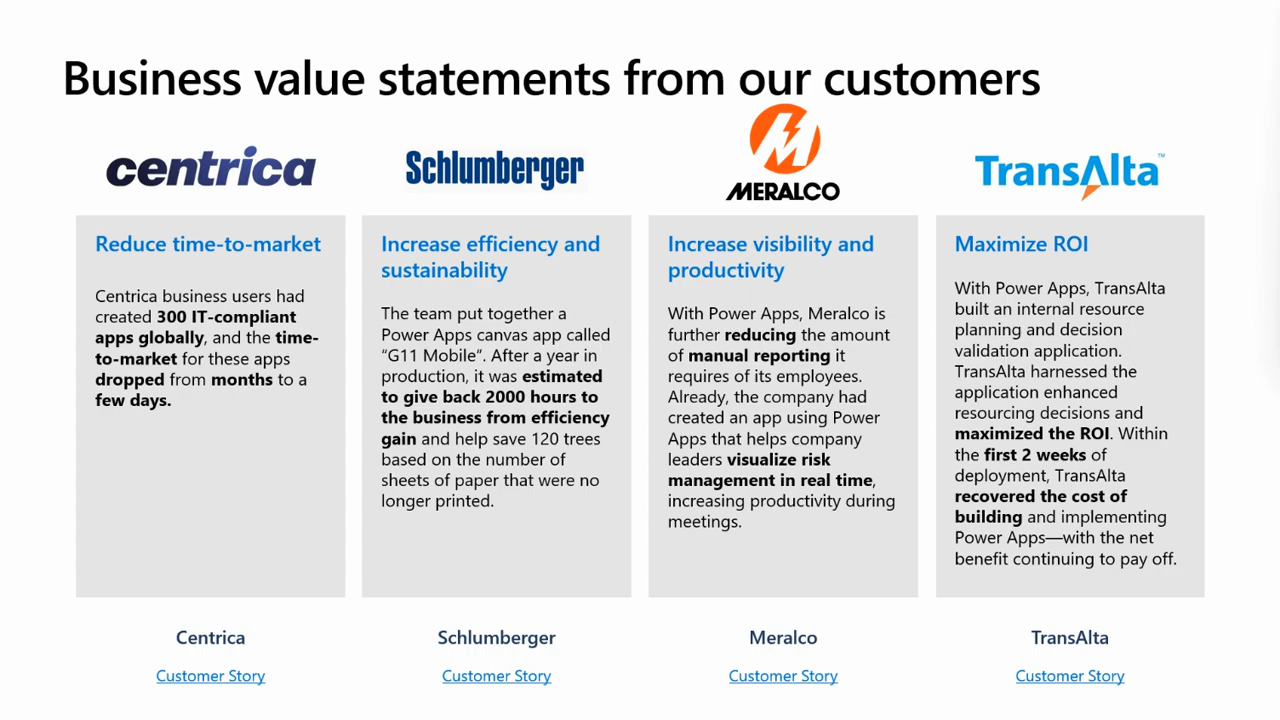 Business value statements from our customers
centrica
Schlumberger
MERALCO
TransAlta™
Reduce time-to-market
Centrica business users had
created 300 IT-compliant
apps globally, and the time-
to-market for these apps
dropped from months to a
few days.
Increase efficiency and
sustainability
The team put together a
Power Apps canvas app called
“G11 Mobile”. After a year in
production, it was estimated
to give back 2000 hours to
the business from efficiency
gain and help save 120 trees
based on the number of
sheets of paper that were no
longer printed.
Increase visibility and
productivity
With Power Apps, Meralco is
further reducing the amount
of manual reporting it
requires of its employees.
Already, the company had
created an app using Power
Apps that helps company
leaders visualize risk
management in real time,
increasing productivity during
meetings.
Maximize ROI
With Power Apps, TransAlta
built an internal resource
planning and decision
validation application.
TransAlta harnessed the
application enhanced
resourcing decisions and
maximized the ROI. Within
the first 2 weeks of
deployment, TransAlta
recovered the cost of
building and implementing
Power Apps—with the net
benefit continuing to pay off.
Centrica
Schlumberger
Meralco
TransAlta
Customer Story
Customer Story
Customer Story
Customer Story